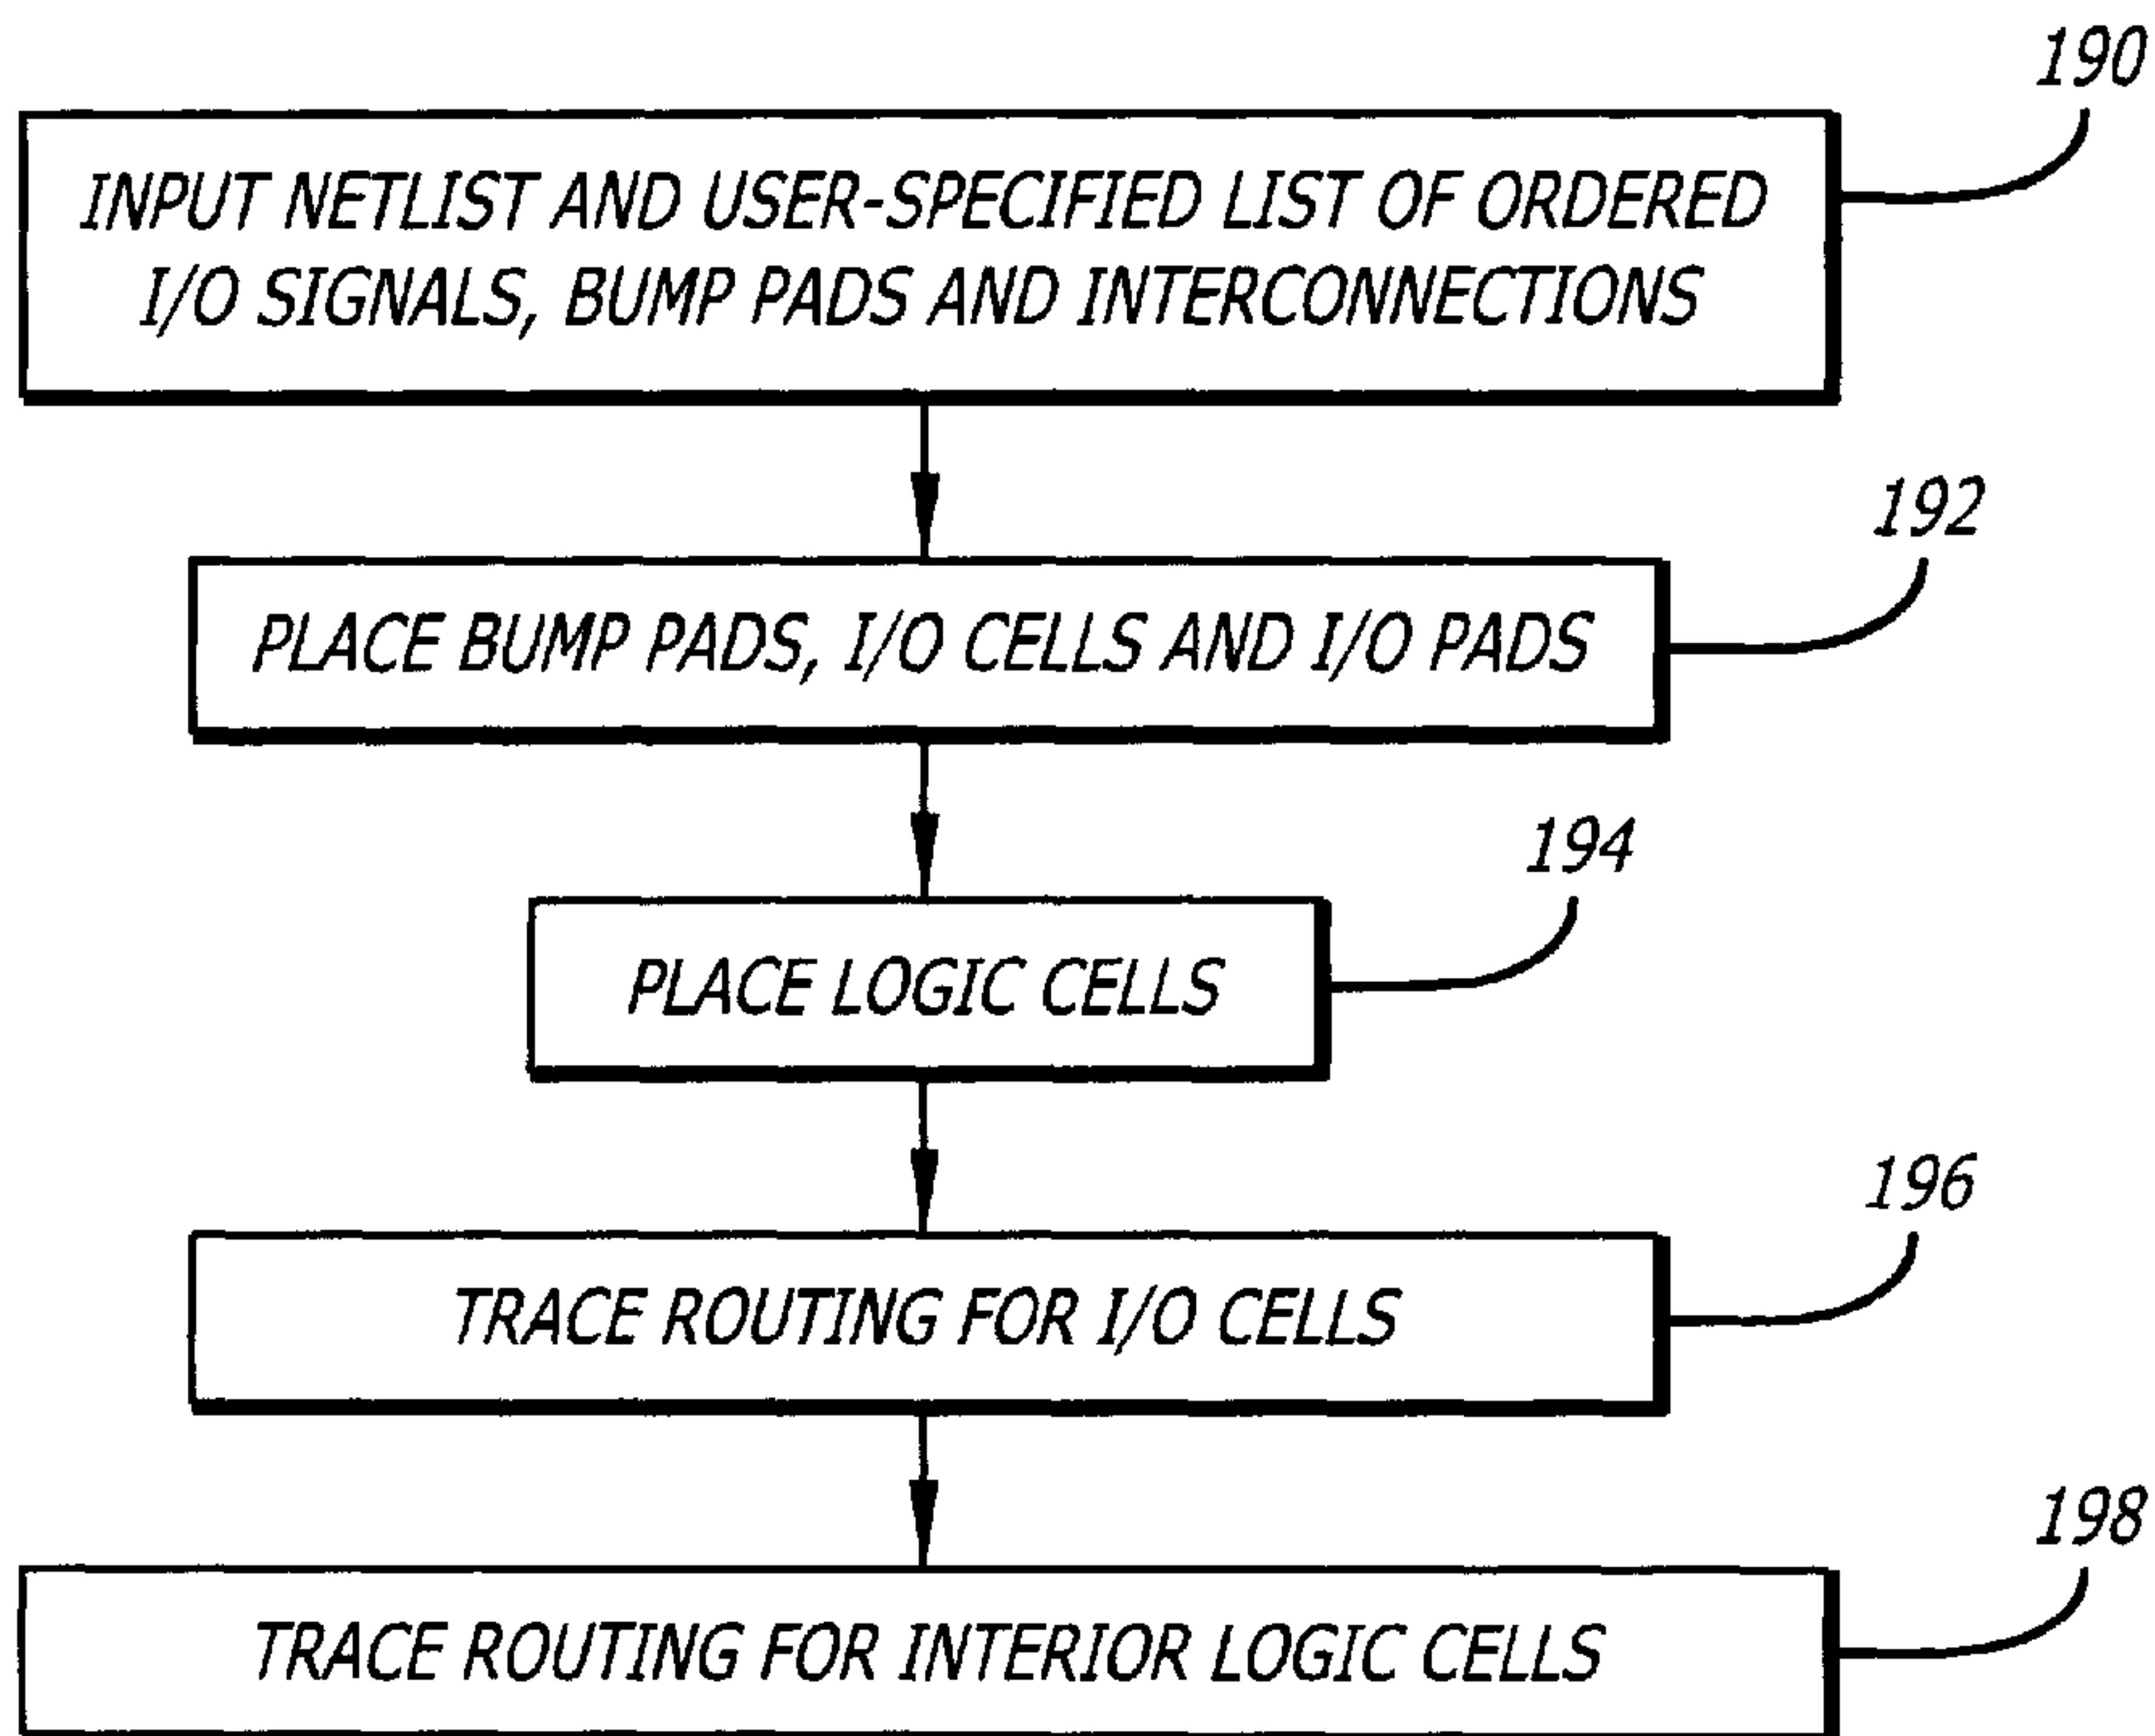 190
INPUT NETLIST AND USER-SPECIFIED LIST OF ORDERED
I/O SIGNALS, BUMP PADS AND INTERCONNECTIONS
192
PLACE BUMP PADS, I/O CELLS AND I/O PADS
194
PLACE LOGIC CELLS
196
TRACE ROUTING FOR I/O CELLS
198
TRACE ROUTING FOR INTERIOR LOGIC CELLS